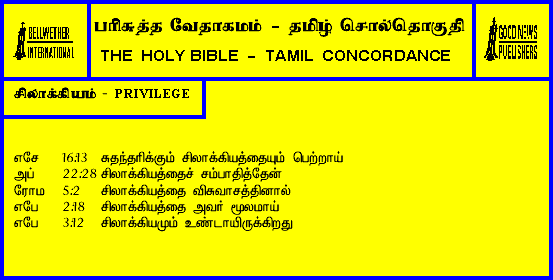 BELLWETHER
INTERNATIONAL
பரிசுத்த வேதாகமம் - தமிழ் சொல்தொகுதி
THE HOLY BIBLE - TAMIL CONCORDANCE
GOOD NEWS
PUBLISHERS
சிலாக்கியம் - PRIVILEGE
எசே 16:13 சுதந்தரிக்கும் சிலாக்கியத்தையும் பெற்றாய்
அப் 22:28 சிலாக்கியத்தைச் சம்பாதித்தேன்
ரோம 5:2 சிலாக்கியத்தை விசுவாசத்தினால்
எபே 2:18 சிலாக்கியத்தை அவர் மூலமாய்
எபே 3:12 சிலாக்கியமும் உண்டாயிருக்கிறது